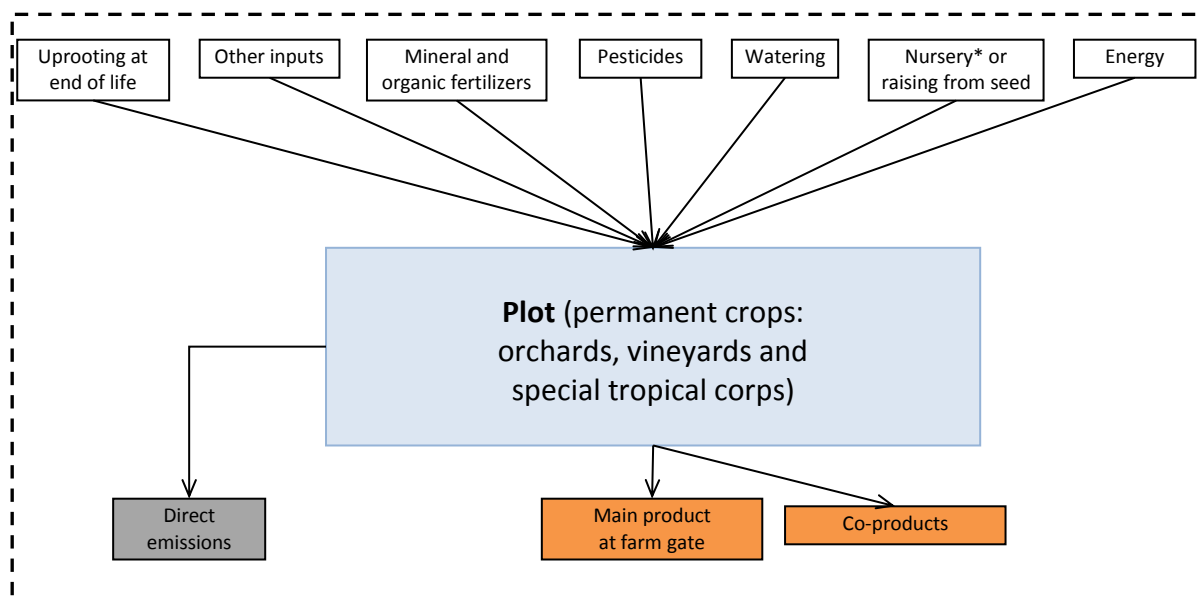 Uprooting at
end of life
Other inputs
Mineral and
organic fertilizers
Pesticides
Watering
Nursery* or
raising from seed
Energy
Plot (permanent crops:
orchards, vineyards and
special tropical corps)
Direct
emissions
Main product
at farm gate
Co-products